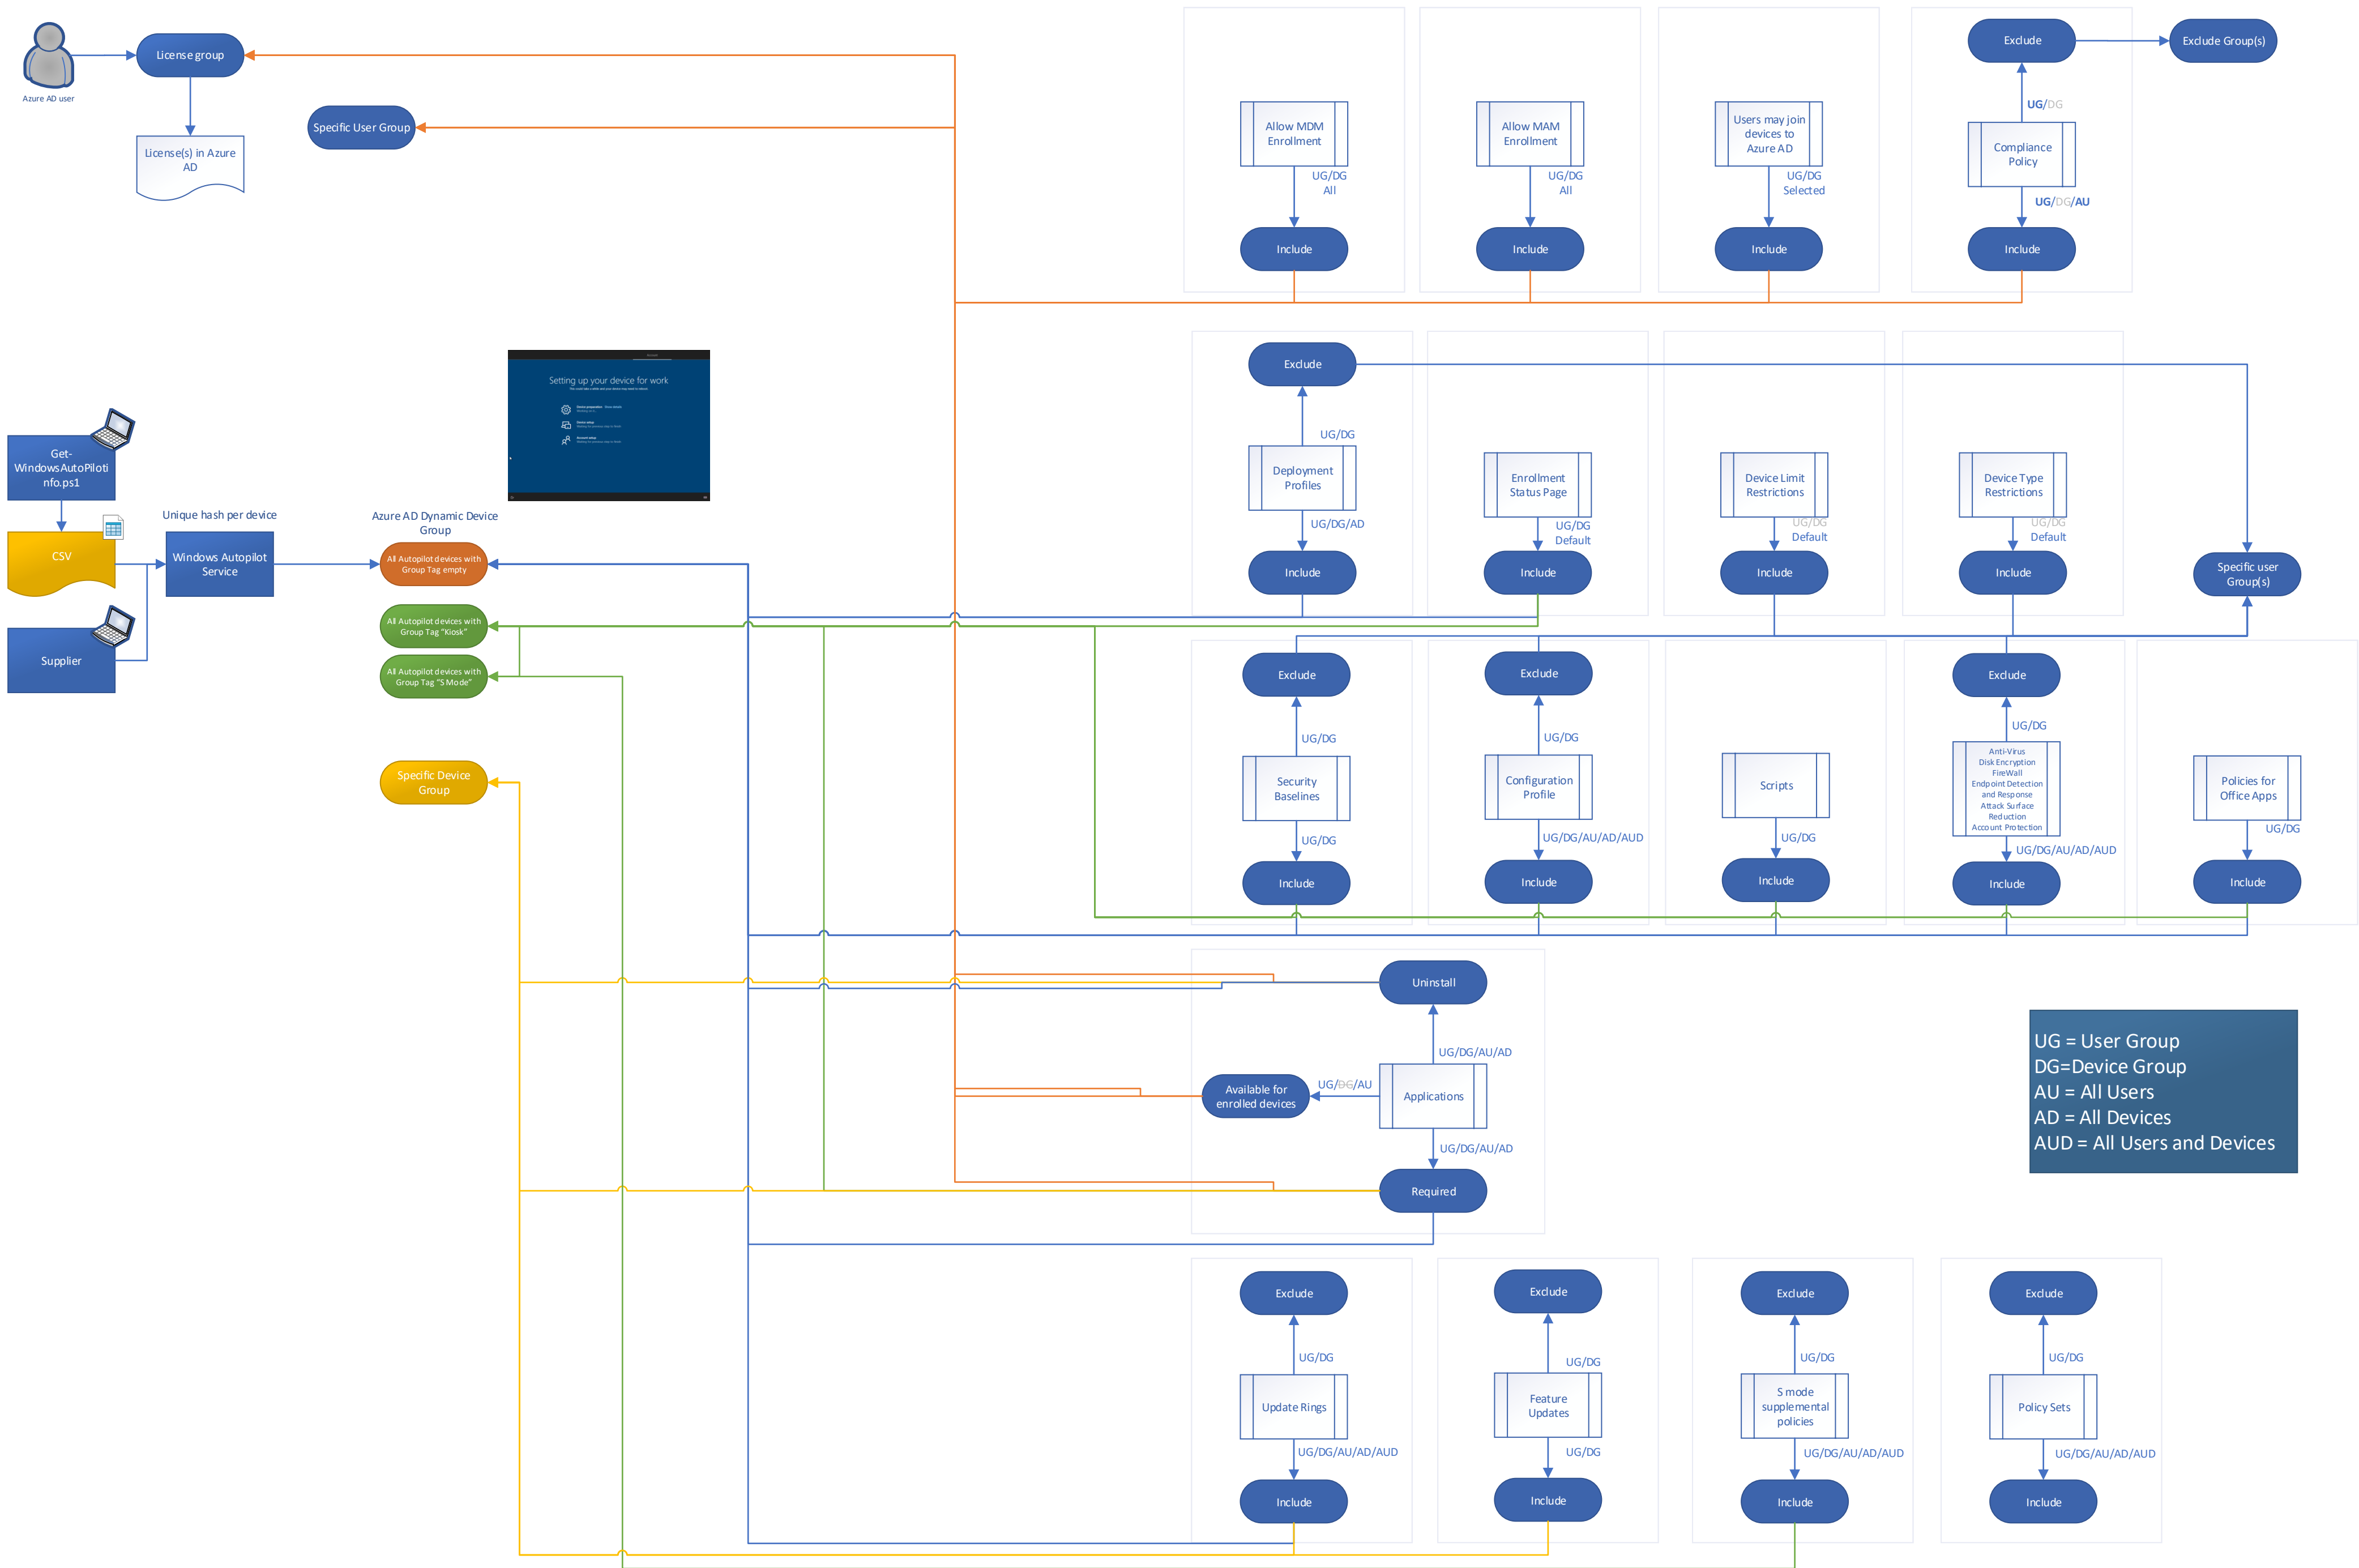 Azure AD user
License group
License(s) in Azure
AD
Specific User Group
Allow MDM
Enrollment
UG/DG
All
Include
Allow MAM
Enrollment
UG/DG
All
Include
Users may join
devices to
Azure AD
UG/DG
Selected
Include
Exclude
Exclude Group(s)
UG/DG
Compliance
Policy
UG/DG/AU
Include
Setting up your device for work
Get-
WindowsAutoPiloti
nfo.ps1
CSV
Supplier
Unique hash per device
Windows Autopilot
Service
Azure AD Dynamic Device
Group
All Autopilot devices with
Group Tag empty
All Autopilot devices with
Group Tag “Kiosk”
All Autopilot devices with
Group Tag “S Mode”
Specific Device
Group
Exclude
UG/DG
Deployment
Profiles
UG/DG/AD
Include
Enrollment
Status Page
UG/DG
Default
Include
Device Limit
Restrictions
UG/DG
Default
Include
Device Type
Restrictions
UG/DG
Default
Include
Specific user
Group(s)
Exclude
UG/DG
Security
Baselines
UG/DG
Include
Exclude
UG/DG
Configuration
Profile
UG/DG/AU/AD/AUD
Include
Scripts
UG/DG
Include
Exclude
UG/DG
Anti-Virus
Disk Encryption
FireWall
Endpoint Detection
and Response
Attack Surface
Reduction
Account Protection
UG/DG/AU/AD/AUD
Include
Policies for
Office Apps
UG/DG
Include
Uninstall
UG/DG/AU/AD
Available for
enrolled devices
UG/DG/AU
Applications
UG/DG/AU/AD
Required
UG = User Group
DG=Device Group
AU = All Users
AD = All Devices
AUD = All Users and Devices
Exclude
UG/DG
Update Rings
UG/DG/AU/AD/AUD
Include
Exclude
UG/DG
Feature
Updates
UG/DG
Include
Exclude
UG/DG
S mode
supplemental
policies
UG/DG/AU/AD/AUD
Include
Exclude
UG/DG
Policy Sets
UG/DG/AU/AD/AUD
Include